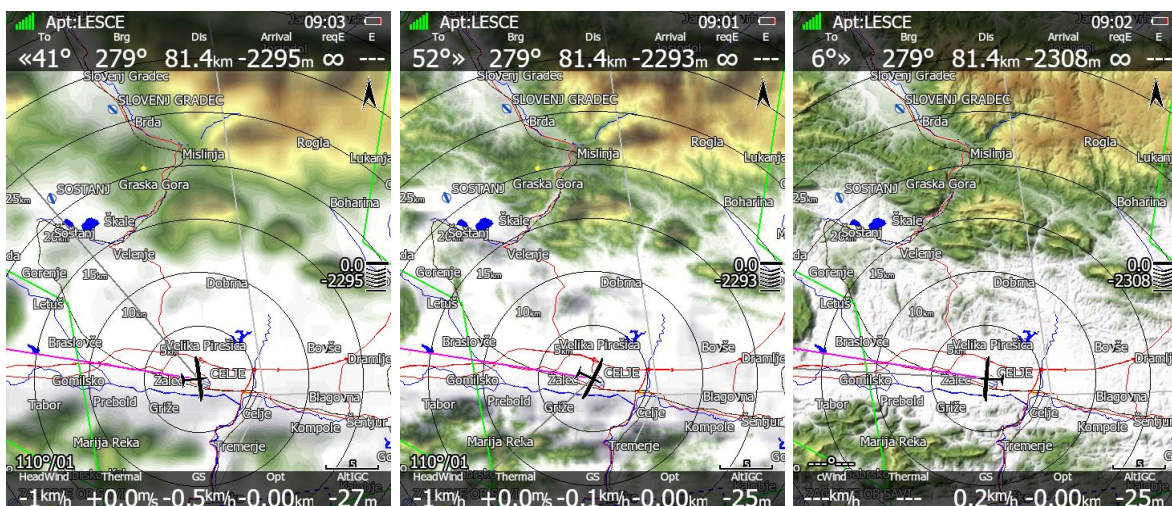 Apt:LESCE 09:03
To Brg Dis Arrival reqE E
«41° 279° 81.4km -2295m ∞ ---
Slovenj Gradec
SLOVENJ GRADEC
Brda
Rogla
Mislinja
Lukanja
SOSTANJ
Graska Gora
25km
Boharina
Škale
Sostanj
Velenje
0.0
-2295
Gorenje
15km
Dobrna
Letuš
10km
Braslovče
Velika Pirešica
Bovše
Dramlje
5km
CELJE
Gomilsko
Zalec
Blagovna
Tabor
Prebold
Griže
Celje
Šentjur
Kompole
Marija Reka
Tremerje
110°/01
5
HeadWind Thermal GS Opt AltIGC
-1km/h +0.0m/s -0.5km/h -0.00km -27m
Apt:LESCE 09:01
To Brg Dis Arrival reqE E
52°» 279° 81.4km -2293m ∞ ---
Slovenj Gradec
SLOVENJ GRADEC
Brda
Rogla
Mislinja
Lukanja
SOSTANJ
Graska Gora
25km
Boharina
Škale
Sostanj
Velenje
0.0
-2293
Gorenje
15km
Dobrna
Letuš
10km
Braslovče
Velika Pirešica
Bovše
Dramlje
5km
CELJE
Gomilsko
Zalec
Blagovna
Tabor
Prebold
Griže
Celje
Šentjur
Kompole
Marija Reka
Tremerje
110°/01
5
HeadWind Thermal GS Opt AltIGC
-1km/h +0.0m/s -0.1km/h -0.00km -25m
Apt:LESCE 09:02
To Brg Dis Arrival reqE E
6°» 279° 81.4km -2308m ∞ ---
Slovenj Gradec
SLOVENJ GRADEC
Brda
Rogla
Mislinja
Lukanja
SOSTANJ
Graska Gora
25km
Boharina
Škale
Sostanj
Velenje
0.0
-2308
Gorenje
15km
Dobrna
Letuš
10km
Braslovče
Velika Pirešica
Bovše
Dramlje
5km
CELJE
Gomilsko
Zalec
Blagovna
Tabor
Prebold
Griže
Celje
Šentjur
Kompole
Marija Reka
Tremerje
5
cWind Thermal GS Opt AltIGC
---km/h --- 0.2km/h -0.00km -25m